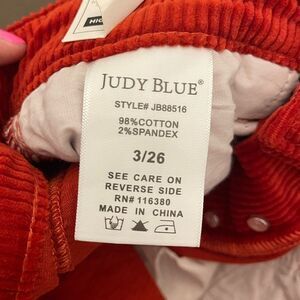 HIG
JUDY BLUE®
STYLE# JB88516
98%COTTON
2%SPANDEX
3/26
SEE CARE ON
REVERSE SIDE
RN# 116380
MADE IN CHINA